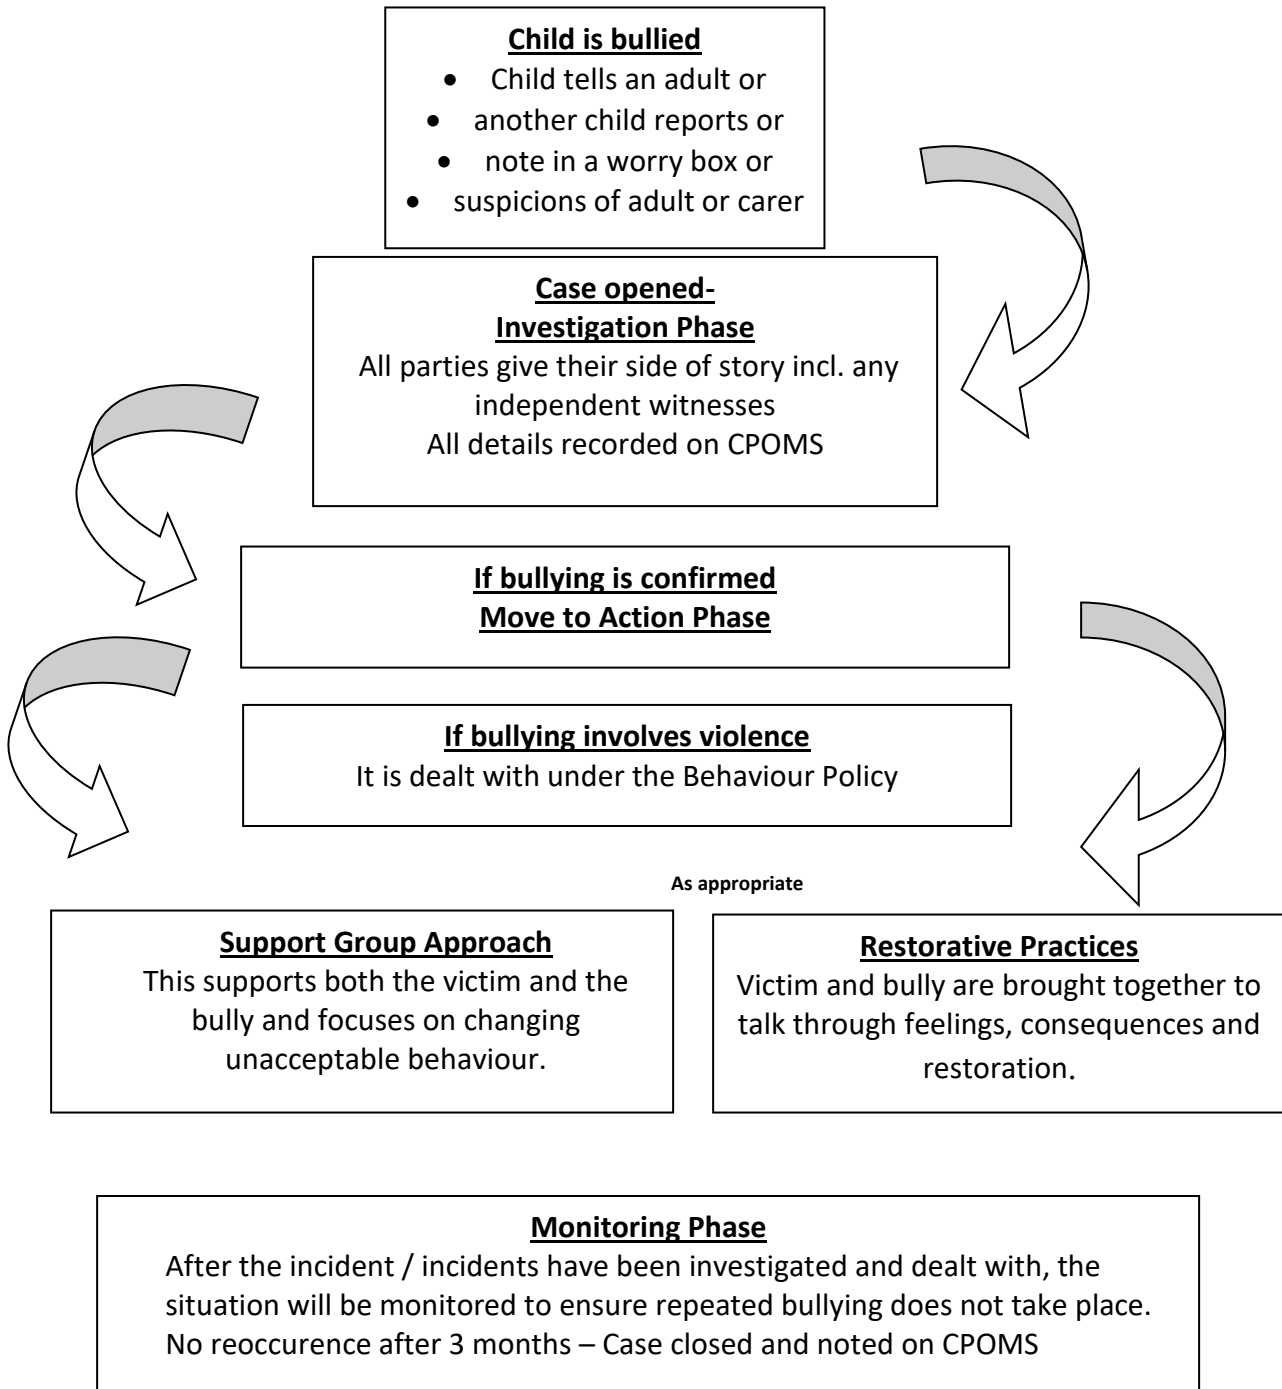 Child is bullied
• Child tells an adult or
• another child reports or
• note in a worry box or
• suspicions of adult or carer
Case opened-
Investigation Phase
All parties give their side of story incl. any
independent witnesses
All details recorded on CPOMS
If bullying is confirmed
Move to Action Phase
If bullying involves violence
It is dealt with under the Behaviour Policy
As appropriate
Support Group Approach
This supports both the victim and the
bully and focuses on changing
unacceptable behaviour.
Restorative Practices
Victim and bully are brought together to
talk through feelings, consequences and
restoration.
Monitoring Phase
After the incident / incidents have been investigated and dealt with, the
situation will be monitored to ensure repeated bullying does not take place.
No reoccurence after 3 months – Case closed and noted on CPOMS